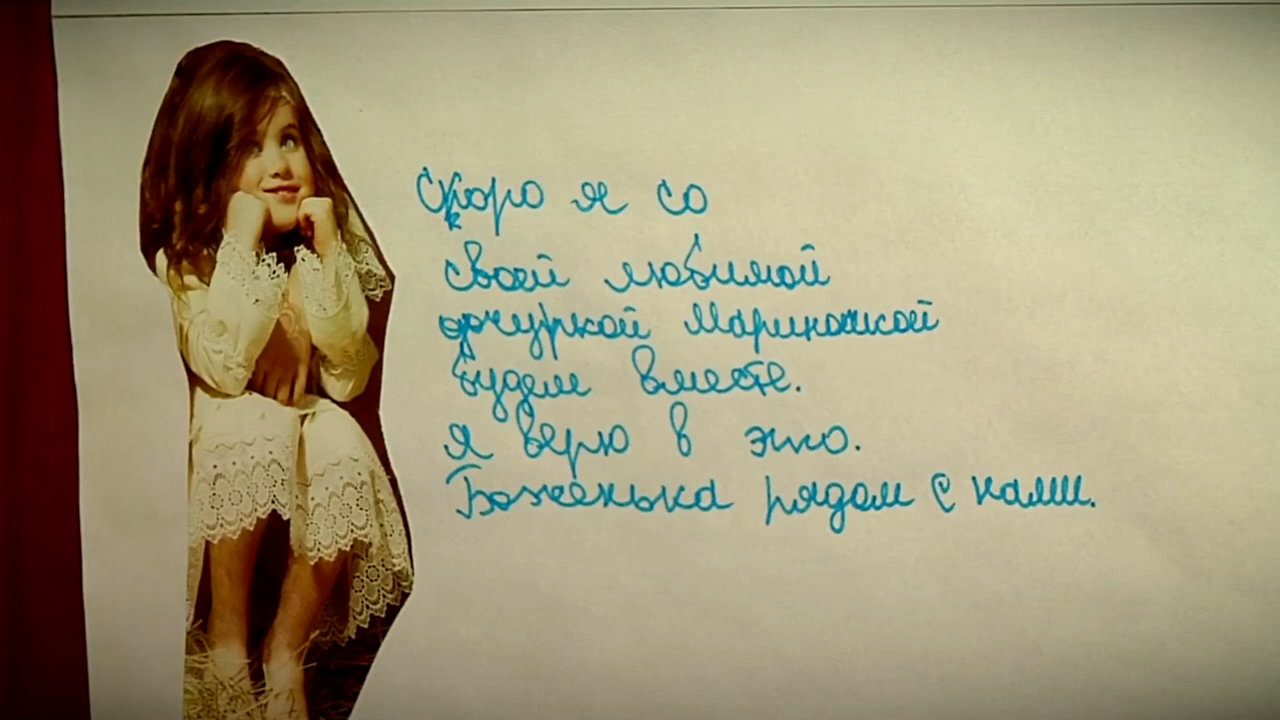 Скоро я со
своей любимой
дочуркой Мариночкой
будем вместе.
Я верю в это.
Боженька рядом с нами.